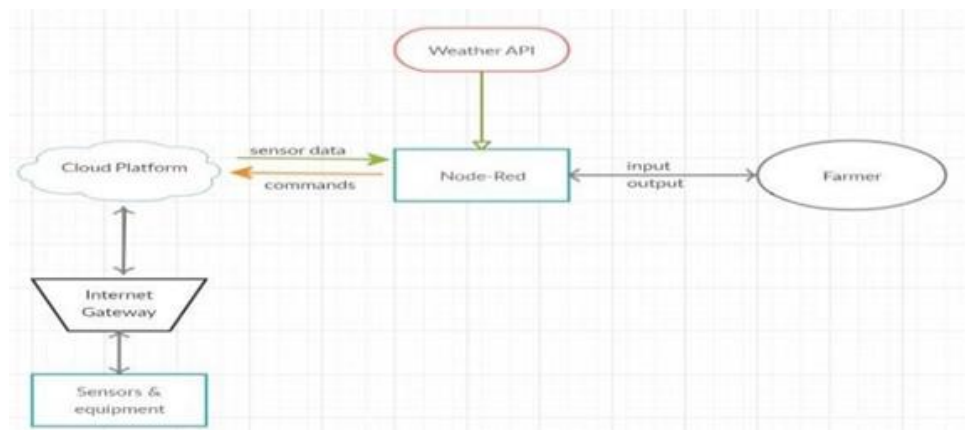 Weather API
Cloud Platform
sensor data
commands
Node-Red
input
output
Farmer
Internet
Gateway
Sensors &
equipment